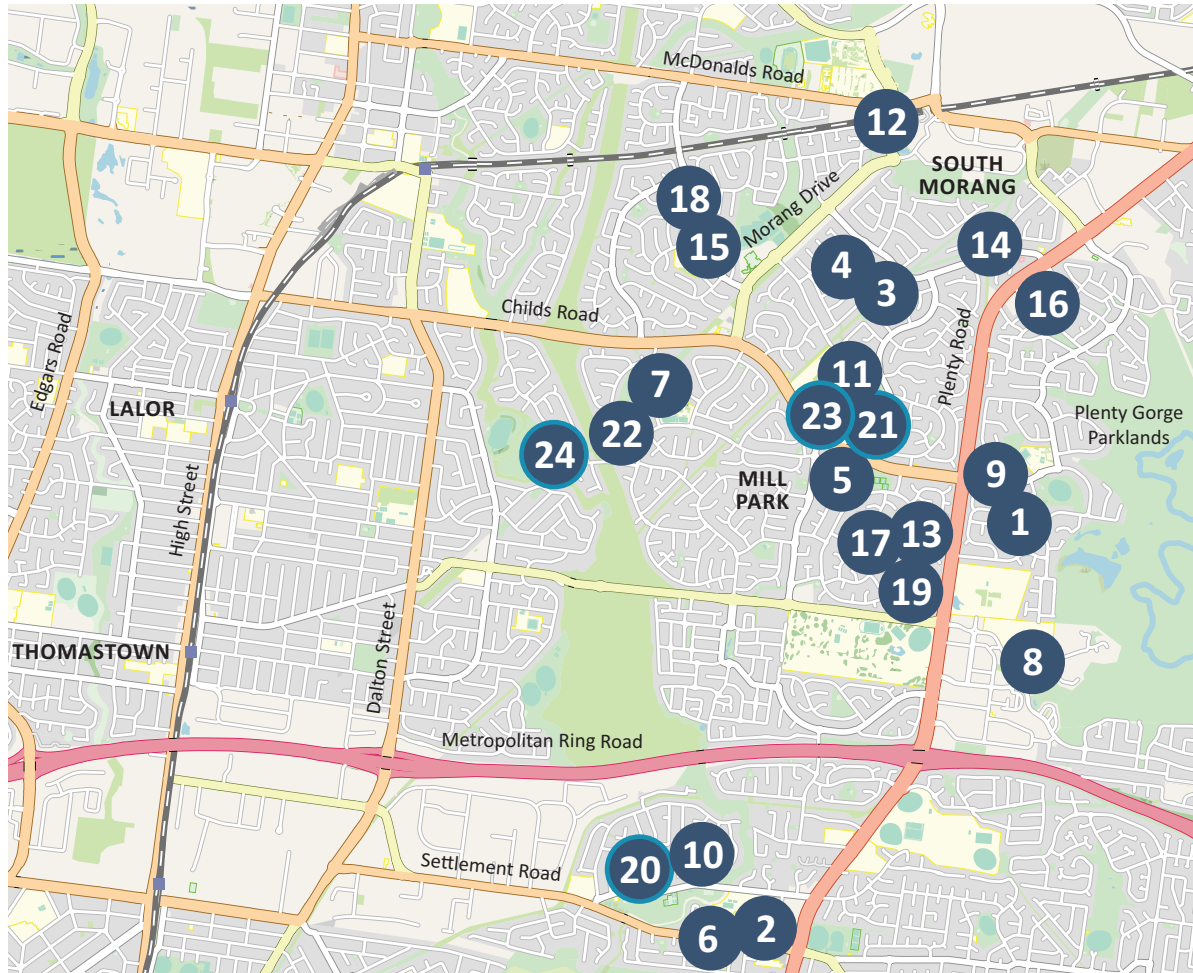 McDonalds Road
12
SOUTH
MORANG
18
Morang Drive
15
14
4
3
16
Childs Road
Edgars Road
Plenty Road
11
7
LALOR
23
21
Plenty Gorge
Parklands
22
24
High Street
MILL
PARK
5
9
1
17
13
19
THOMASTOWN
Dalton Street
8
Metropolitan Ring Road
Settlement Road
20
10
6
2